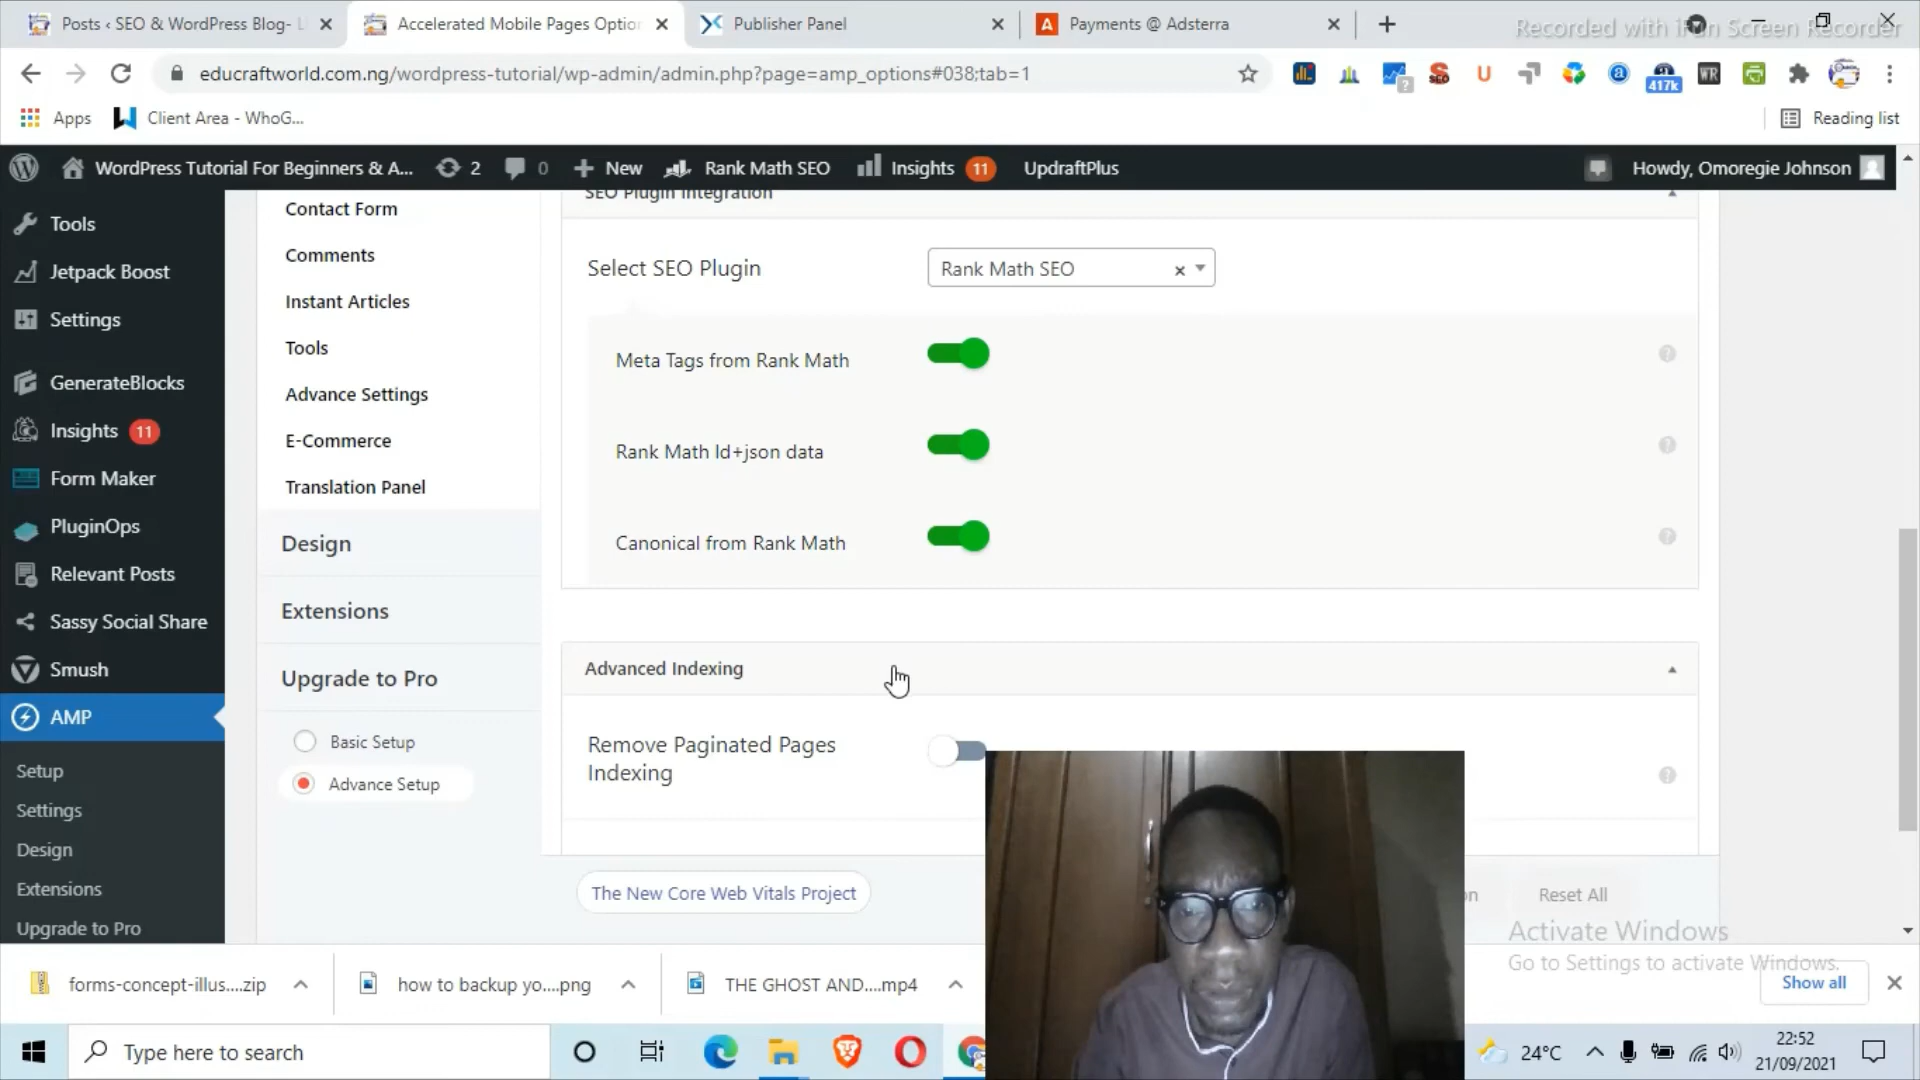 Posts ‹ SEO & WordPress Blog- L
Accelerated Mobile Pages Option
Publisher Panel
Payments @ Adsterra
Recorded with iFun Screen Recorder
educraftworld.com.ng/wordpress-tutorial/wp-admin/admin.php?page=amp_options#038;tab=1
417k
Apps
Client Area - WhoG...
Reading list
WordPress Tutorial For Beginners & A...
2
0
New
Rank Math SEO
Insights 11
UpdraftPlus
Howdy, Omoregie Johnson
Tools
Jetpack Boost
Settings
GenerateBlocks
Insights 11
Form Maker
PluginOps
Relevant Posts
Sassy Social Share
Smush
AMP
Setup
Settings
Design
Extensions
Upgrade to Pro
Contact Form
Comments
Instant Articles
Tools
Advance Settings
E-Commerce
Translation Panel
Design
Extensions
Upgrade to Pro
Basic Setup
Advance Setup
SEO Plugin Integration
Select SEO Plugin
Rank Math SEO
Meta Tags from Rank Math
Rank Math ld+json data
Canonical from Rank Math
Advanced Indexing
Remove Paginated Pages
Indexing
The New Core Web Vitals Project
Reset All
Activate Windows
Go to Settings to activate Windows.
forms-concept-illus....zip
how to backup yo....png
THE GHOST AND....mp4
Show all
Type here to search
24°C
22:52
21/09/2021